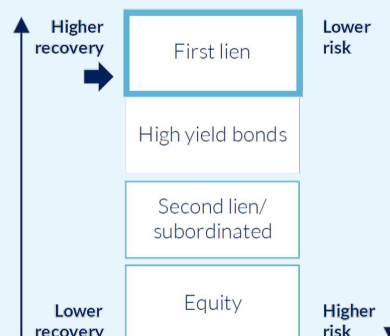 Higher
recovery
First lien
Lower
risk
High yield bonds
Second lien/
subordinated
Equity
Lower
recovery
Higher
risk